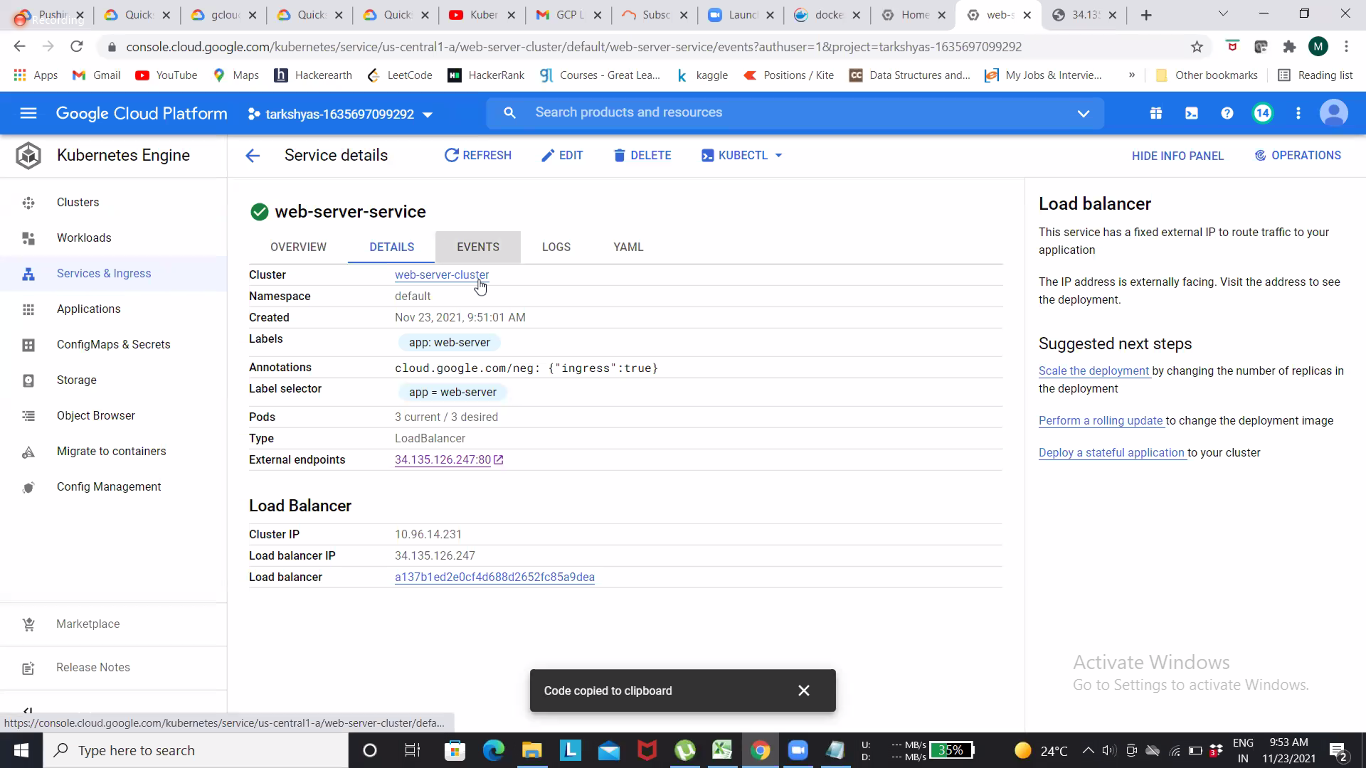 Pushin
Recording
Quick
gclou
Quicks
Quick
Kuber
GCP L
Subsc
Launc
docke
Home
web-s
34.13
console.cloud.google.com/kubernetes/service/us-central1-a/web-server-cluster/default/web-server-service/events?authuser=1&project=tarkshyas-1635697099292
M
Apps
Gmail
YouTube
Maps
Hackerearth
LeetCode
HackerRank
Courses - Great Lea...
kaggle
Positions / Kite
Data Structures and...
My Jobs & Intervie...
»
Other bookmarks
Reading list
Google Cloud Platform
tarkshyas-1635697099292
Search products and resources
14
Kubernetes Engine
Service details
REFRESH
EDIT
DELETE
KUBECTL
HIDE INFO PANEL
OPERATIONS
Clusters
Workloads
Services & Ingress
Applications
ConfigMaps & Secrets
Storage
Object Browser
Migrate to containers
Config Management
Marketplace
Release Notes
web-server-service
OVERVIEW
DETAILS
EVENTS
LOGS
YAML
Cluster web-server-cluster
Namespace default
Created Nov 23, 2021, 9:51:01 AM
Labels app: web-server
Annotations cloud.google.com/neg: {"ingress":true}
Label selector app = web-server
Pods 3 current / 3 desired
Type LoadBalancer
External endpoints 34.135.126.247:80
Load Balancer
Cluster IP 10.96.14.231
Load balancer IP 34.135.126.247
Load balancer a137b1ed2e0cf4d688d2652fc85a9dea
Load balancer
This service has a fixed external IP to route traffic to your
application
The IP address is externally facing. Visit the address to see
the deployment.
Suggested next steps
Scale the deployment by changing the number of replicas in
the deployment
Perform a rolling update to change the deployment image
Deploy a stateful application to your cluster
Code copied to clipboard
Activate Windows
Go to Settings to activate Windows.
https://console.cloud.google.com/kubernetes/service/us-central1-a/web-server-cluster/defa...
Type here to search
U: --- MB/s
D: --- MB/s
35%
24°C
ENG
IN
9:53 AM
11/23/2021
2